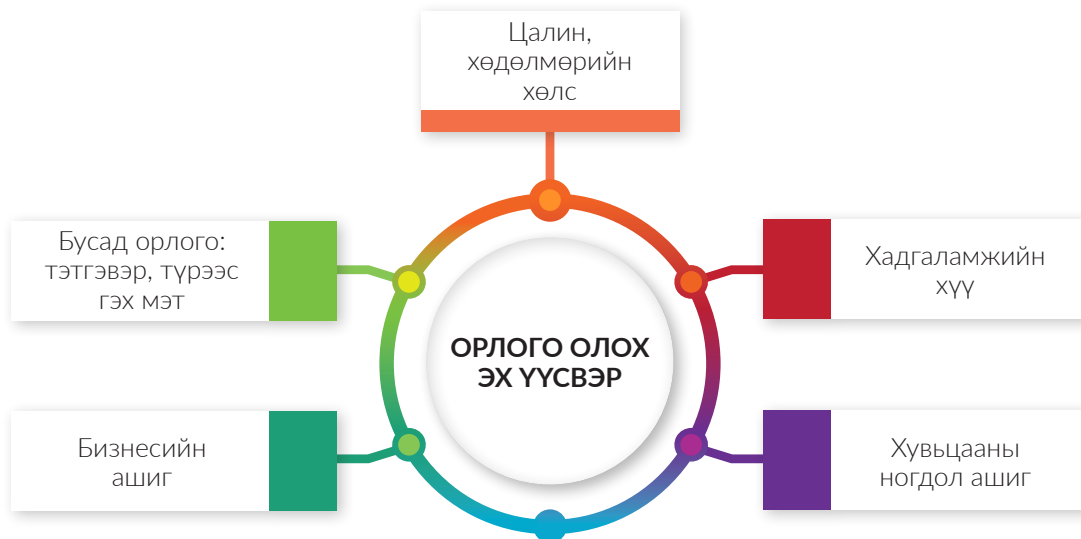 Цалин,
хөдөлмөрийн
хөлс
Бусад орлого:
тэтгэвэр, түрээс
гэх мэт
Хадгаламжийн
хүү
ОРЛОГО ОЛОХ
ЭХ ҮҮСВЭР
Бизнесийн
ашиг
Хувьцааны
ногдол ашиг